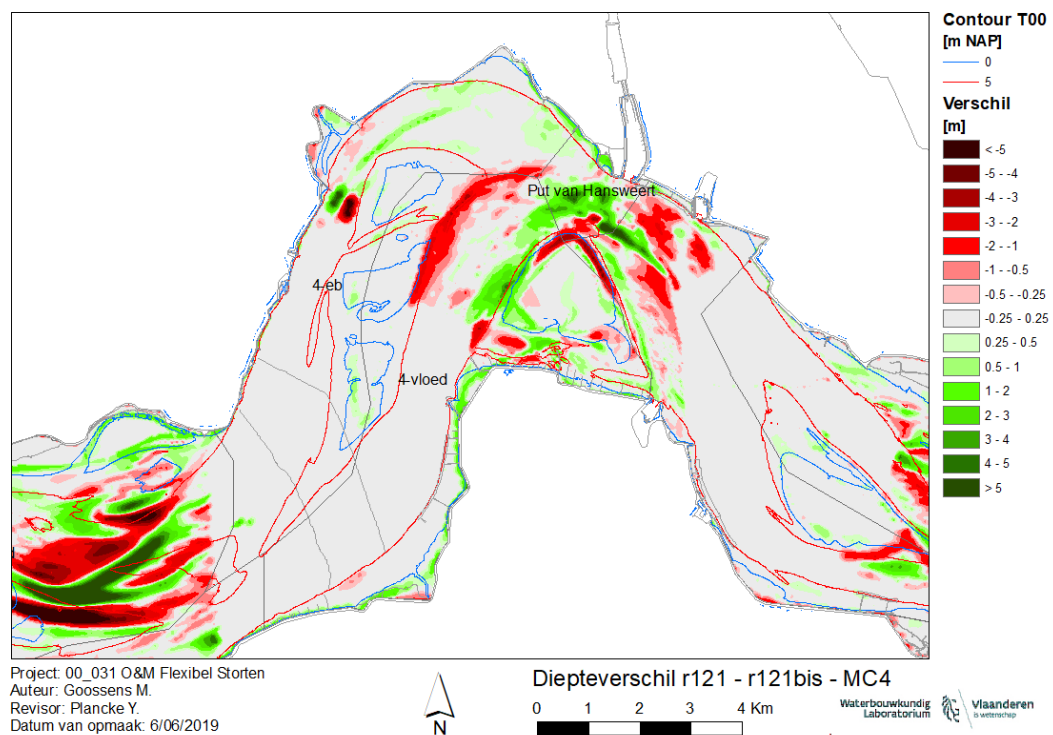 Contour T00
[m NAP]
0
5
Verschil
[m]
< -5
-5 - -4
-4 - -3
-3 - -2
-2 - -1
-1 - -0.5
-0.5 - -0.25
-0.25 - 0.25
0.25 - 0.5
0.5 - 1
1 - 2
2 - 3
3 - 4
4 - 5
> 5
Put van Hansweert
4-eb
4-vloed
Project: 00_031 O&M Flexibel Storten
Auteur: Goossens M.
Revisor: Plancke Y.
Datum van opmaak: 6/06/2019
N
Diepteverschil r121 - r121bis - MC4
0 1 2 3 4 Km
Waterbouwkundig
Laboratorium
Vlaanderen
is wetenschap